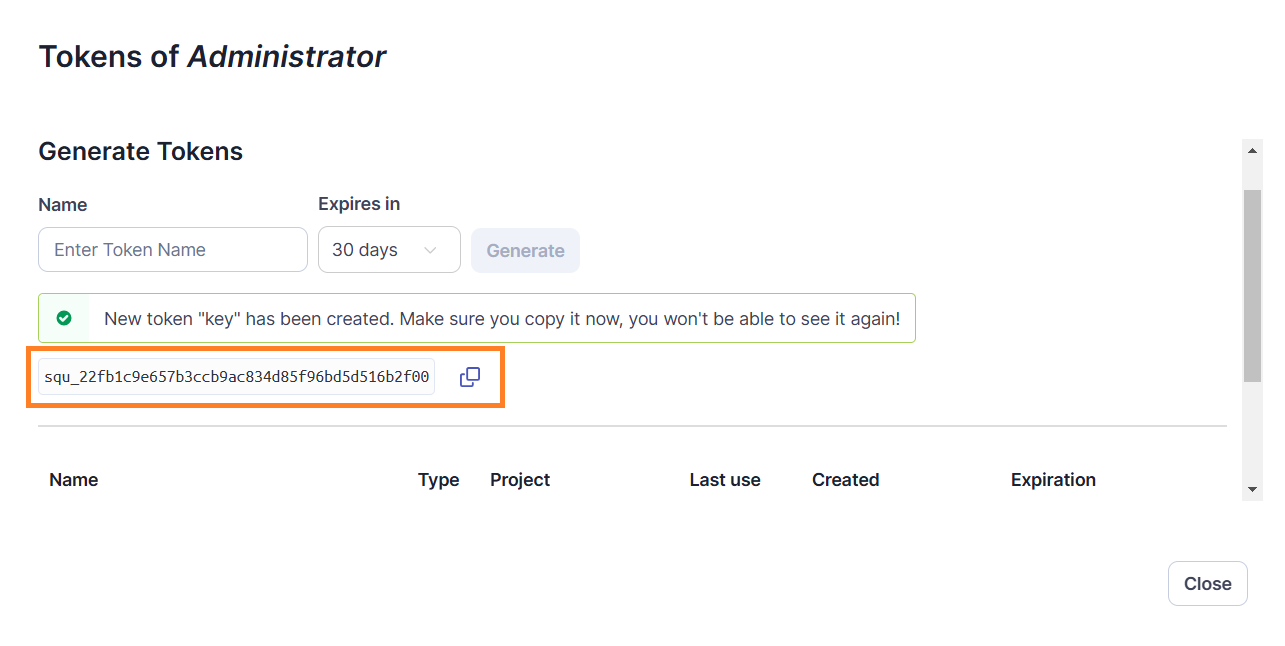 Tokens of Administrator
Generate Tokens
Name Expires in
Enter Token Name 30 days Generate
New token "key" has been created. Make sure you copy it now, you won't be able to see it again!
squ_22fb1c9e657b3ccb9ac834d85f96bd5d516b2f00
Name Type Project Last use Created Expiration
Close